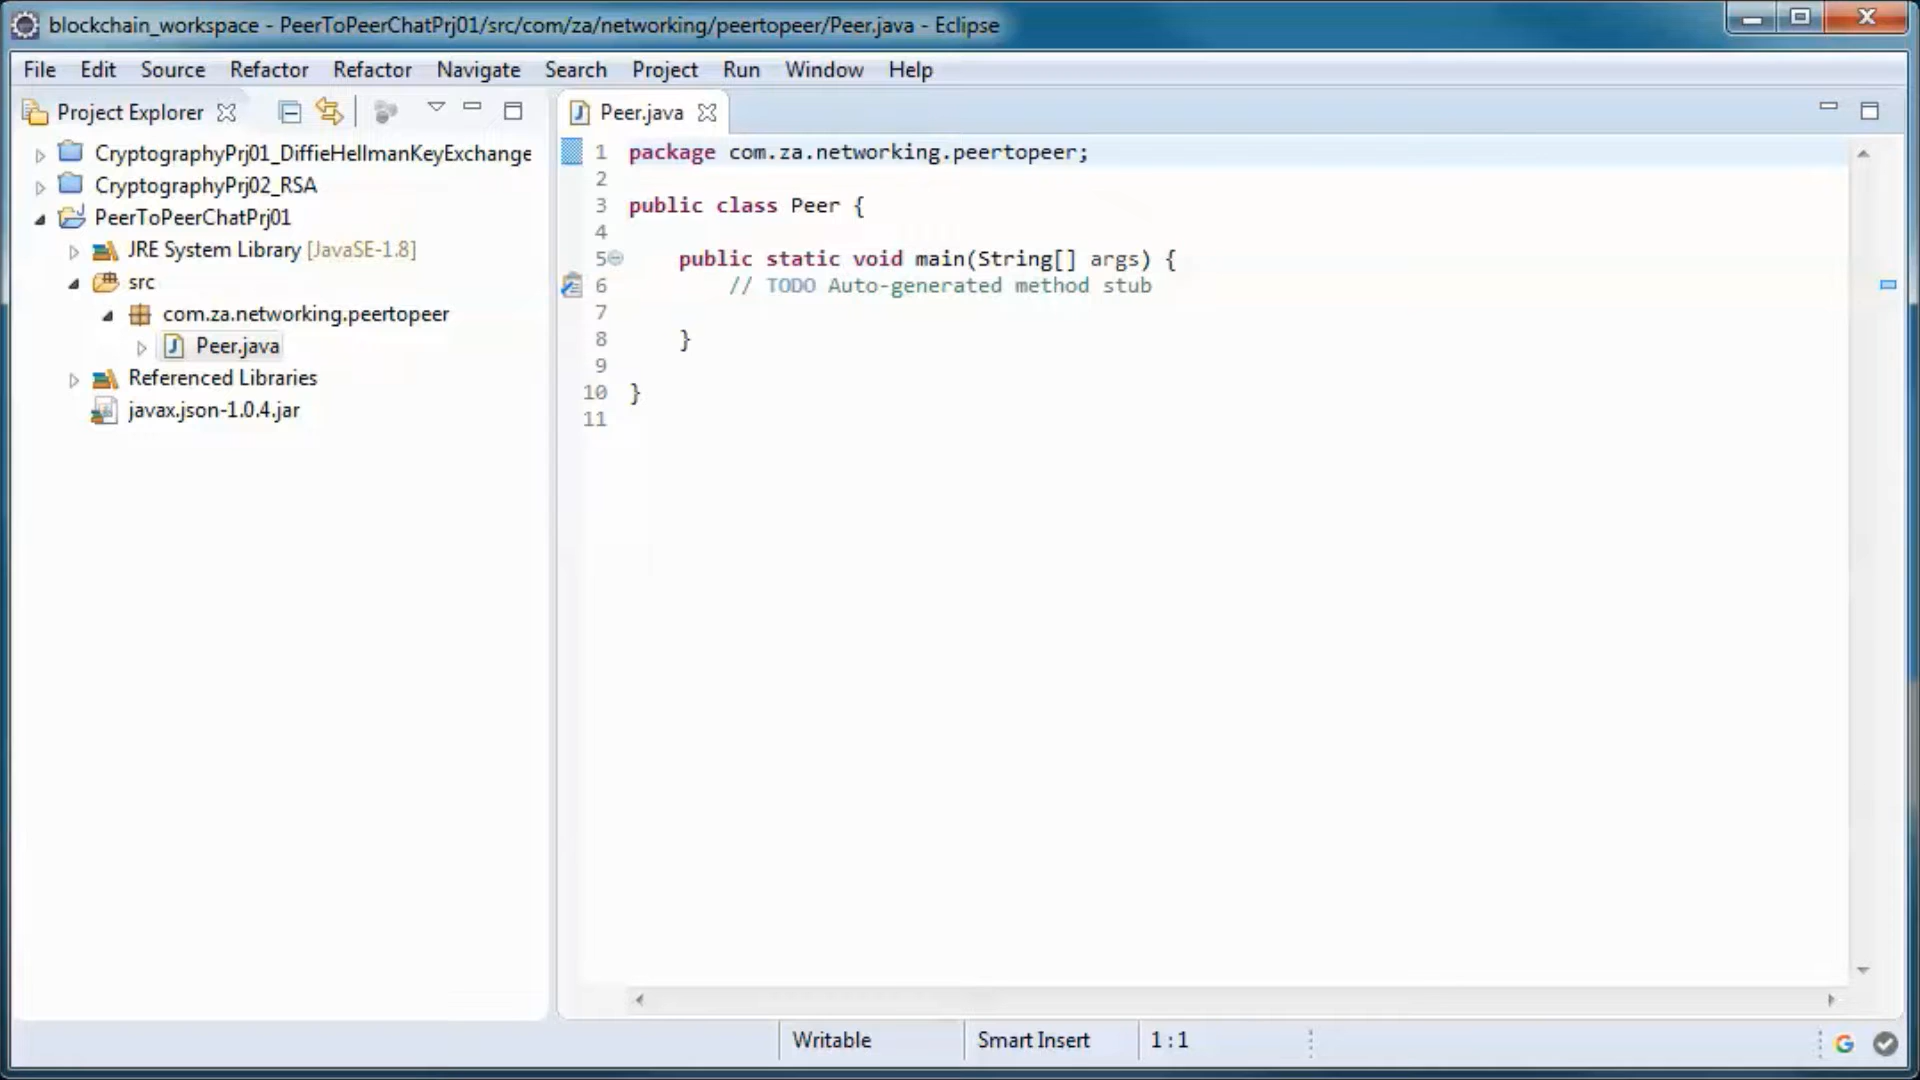 blockchain_workspace - PeerToPeerChatPrj01/src/com/za/networking/peertopeer/Peer.java - Eclipse
File Edit Source Refactor Refactor Navigate Search Project Run Window Help
Project Explorer
CryptographyPrj01_DiffieHellmanKeyExchange
CryptographyPrj02_RSA
PeerToPeerChatPrj01
JRE System Library [JavaSE-1.8]
src
com.za.networking.peertopeer
Peer.java
Referenced Libraries
javax.json-1.0.4.jar
Peer.java
1 package com.za.networking.peertopeer;
2
3 public class Peer {
4
5 public static void main(String[] args) {
6 // TODO Auto-generated method stub
7
8 }
9
10 }
11
Writable Smart Insert 1 : 1